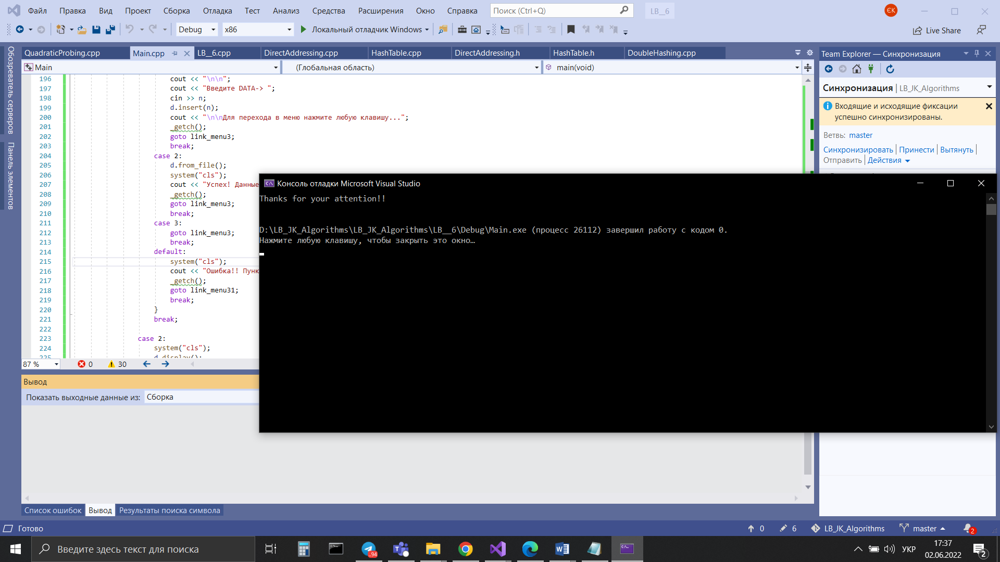 Файл Правка Вид Проект Сборка Отладка Тест Анализ Средства Расширения Окно Справка Поиск (Ctrl+Q) LB__6 ЄК
Debug x86 Локальный отладчик Windows Live Share
Обозреватель серверов
Панель элементов
QuadraticProbing.cpp Main.cpp LB__6.cpp DirectAddressing.cpp HashTable.cpp DirectAddressing.h HashTable.h DoubleHashing.cpp
Main (Глобальная область) main(void)
196 cout << "\n\n";
197 cout << "Введите DATA-> ";
198 cin >> n;
199 d.insert(n);
200 cout << "\n\nДля перехода в меню нажмите любую клавишу...";
201 _getch();
202 goto link_menu3;
203 break;
204 case 2:
205 d.from_file();
206 system("cls");
207 cout << "Успех! Данные
208 _getch();
209 goto link_menu3;
210 break;
211 case 3:
212 goto link_menu3;
213 break;
214 default:
215 system("cls");
216 cout << "Ошибка!! Пунк
217 _getch();
218 goto link_menu31;
219 break;
220 }
221 break;
222
223 case 2:
224 system("cls");
225 d.display();
87 % 0 30
Вывод
Показать выходные данные из: Сборка
Список ошибок Вывод Результаты поиска символа
Консоль отладки Microsoft Visual Studio
Thanks for your attention!!
D:\LB_JK_Algorithms\LB_JK_Algorithms\LB__6\Debug\Main.exe (процесс 26112) завершил работу с кодом 0.
Нажмите любую клавишу, чтобы закрыть это окно…
Team Explorer — Синхронизация
Синхронизация | LB_JK_Algorithms
Входящие и исходящие фиксации
успешно синхронизированы.
Ветвь: master
Синхронизировать Принести Вытянуть
Отправить Действия
Готово 0 6 LB_JK_Algorithms master 2
Введите здесь текст для поиска ..94 УКР 17:37
02.06.2022 2